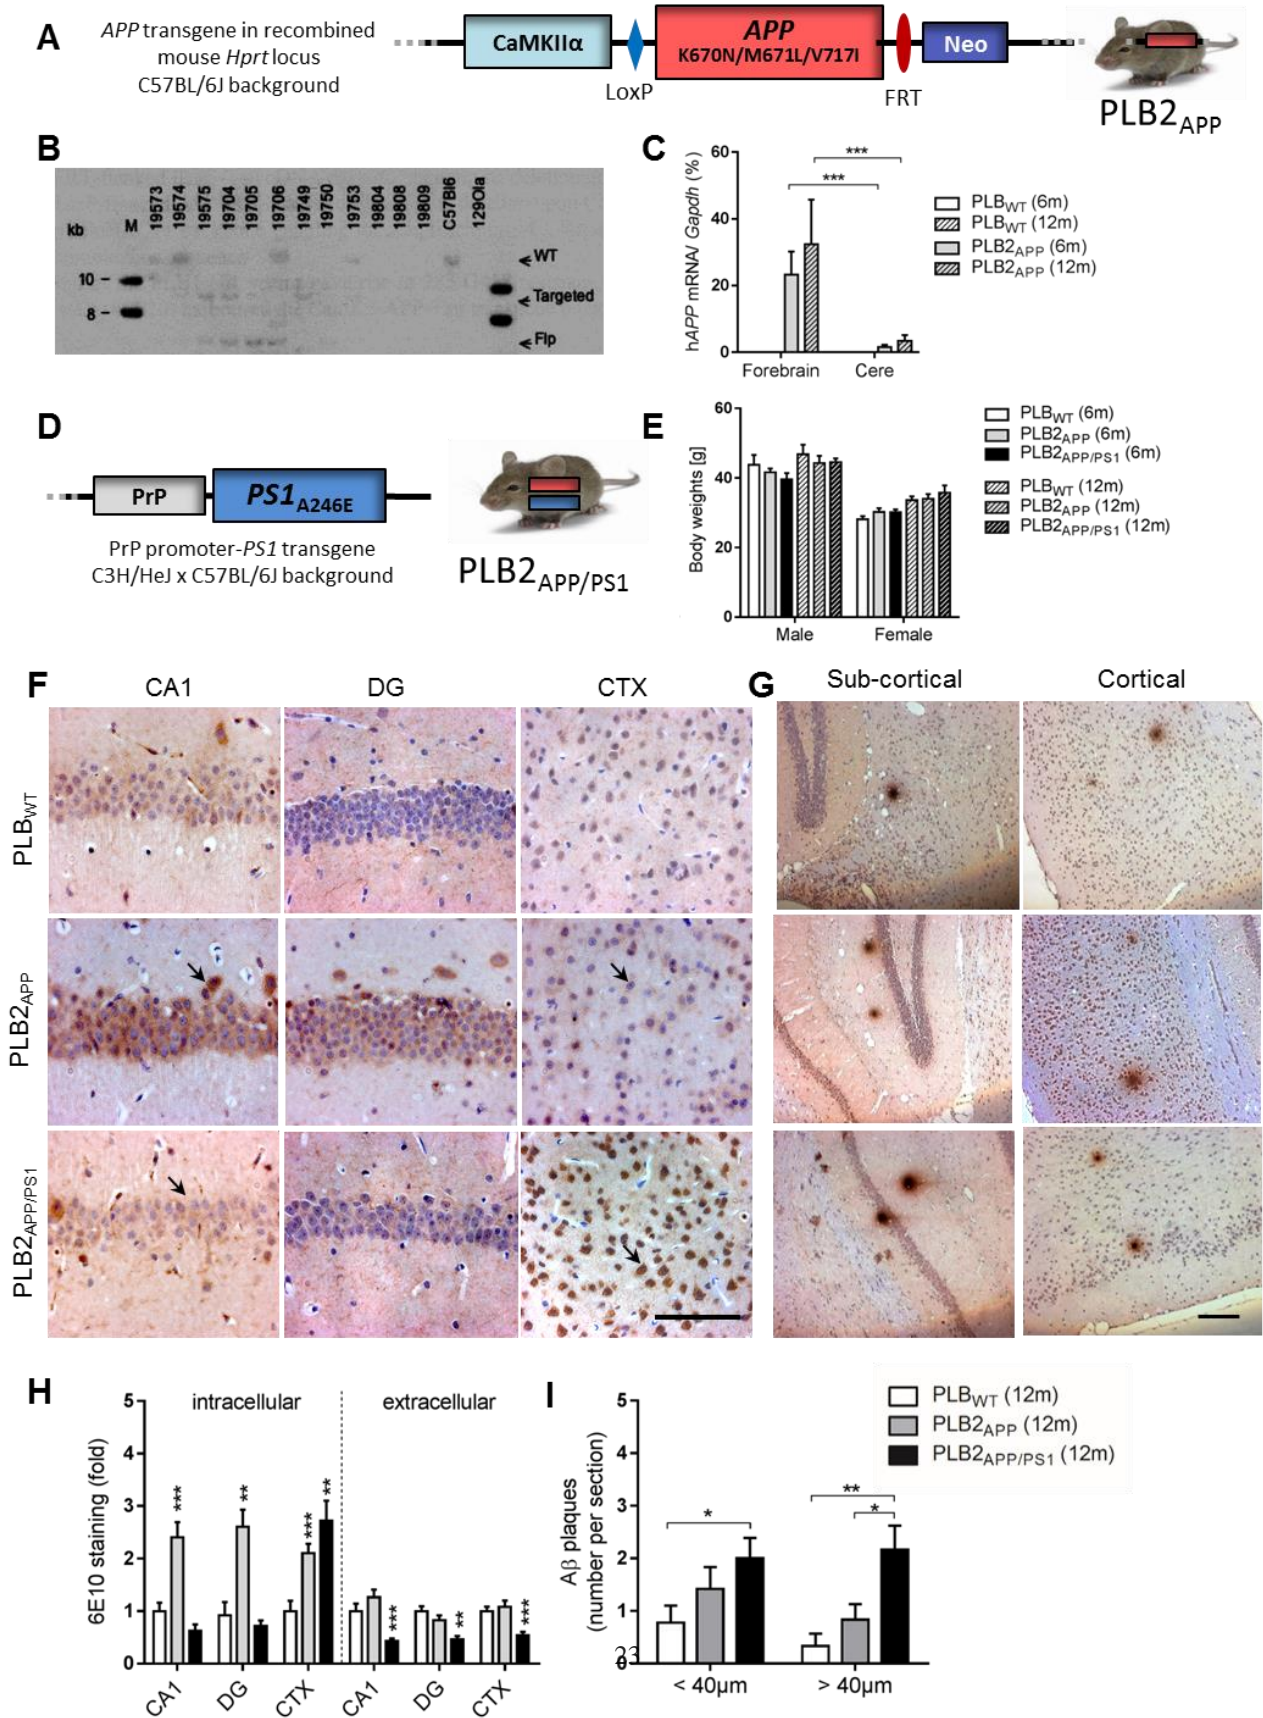 A
APP transgene in recombined
mouse Hprt locus
C57BL/6J background
CaMKIIα
LoxP
APP
K670N/M671L/V717I
FRT
Neo
PLB2APP
B
kb
M
19573
19574
19575
19704
19705
19706
19749
19750
19753
19804
19808
19809
C57Bl6
129Ola
10
8
WT
Targeted
Flp
C
hAPP mRNA/ Gapdh (%)
60
40
20
0
***
***
Forebrain
Cere
PLBWT (6m)
PLBWT (12m)
PLB2APP (6m)
PLB2APP (12m)
D
PrP
PS1A246E
PrP promoter-PS1 transgene
C3H/HeJ x C57BL/6J background
PLB2APP/PS1
E
Body weights [g]
60
40
20
0
Male
Female
PLBWT (6m)
PLB2APP (6m)
PLB2APP/PS1 (6m)
PLBWT (12m)
PLB2APP (12m)
PLB2APP/PS1 (12m)
F
CA1
DG
CTX
PLBWT
PLB2APP
PLB2APP/PS1
G
Sub-cortical
Cortical
H
6E10 staining (fold)
5
4
3
2
1
0
intracellular
extracellular
***
**
***
**
***
**
***
CA1
DG
CTX
CA1
DG
CTX
I
Aβ plaques
(number per section)
5
4
3
2
1
0
23
*
**
*
< 40µm
> 40µm
PLBWT (12m)
PLB2APP (12m)
PLB2APP/PS1 (12m)